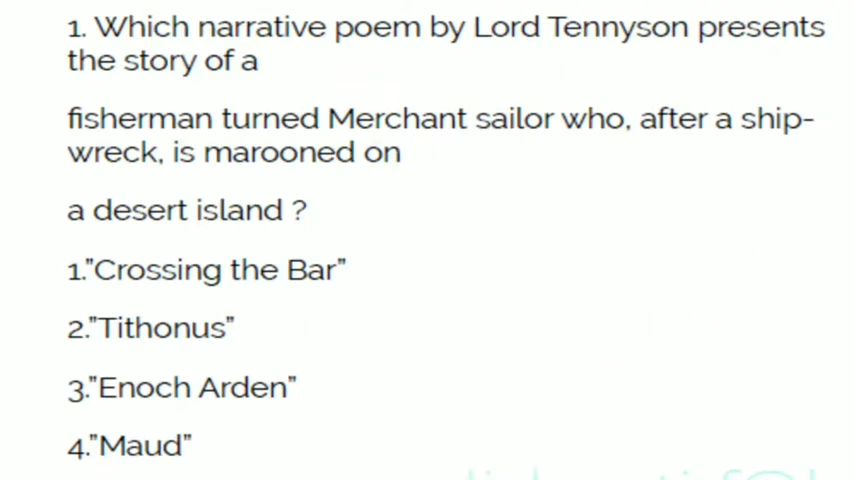 1. Which narrative poem by Lord Tennyson presents
the story of a
fisherman turned Merchant sailor who, after a ship-
wreck, is marooned on
a desert island ?
1.”Crossing the Bar”
2.”Tithonus”
3.”Enoch Arden”
4.”Maud”